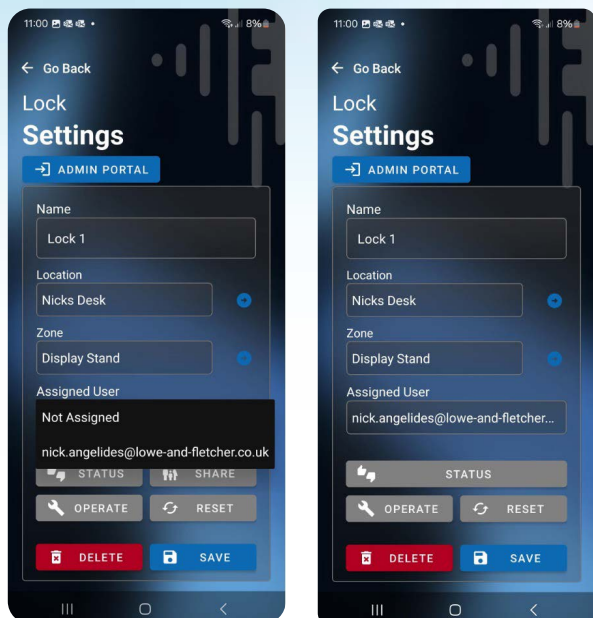 11:00
8%
Go Back
Lock
Settings
ADMIN PORTAL
Name
Lock 1
Location
Nicks Desk
Zone
Display Stand
Assigned User
Not Assigned
nick.angelides@lowe-and-fletcher.co.uk
STATUS SHARE
OPERATE RESET
DELETE SAVE
11:00
8%
Go Back
Lock
Settings
ADMIN PORTAL
Name
Lock 1
Location
Nicks Desk
Zone
Display Stand
Assigned User
nick.angelides@lowe-and-fletcher...
STATUS
OPERATE RESET
DELETE SAVE